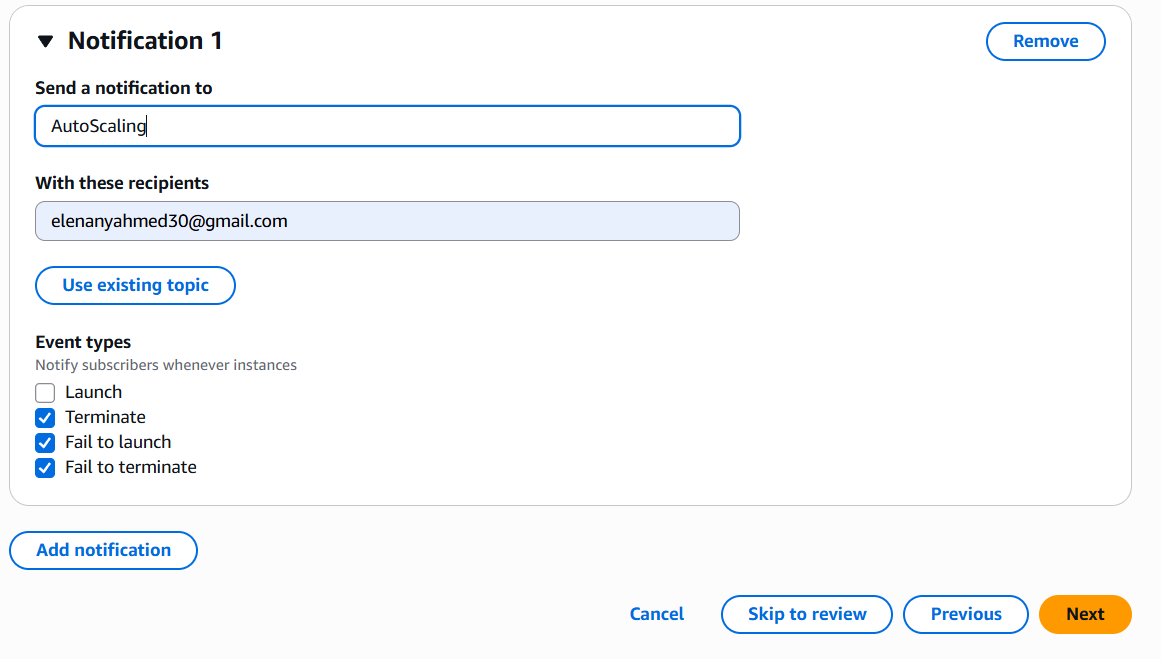 Notification 1
Remove
Send a notification to
AutoScaling
With these recipients
elenanyahmed30@gmail.com
Use existing topic
Event types
Notify subscribers whenever instances
Launch
Terminate
Fail to launch
Fail to terminate
Add notification
Cancel
Skip to review
Previous
Next